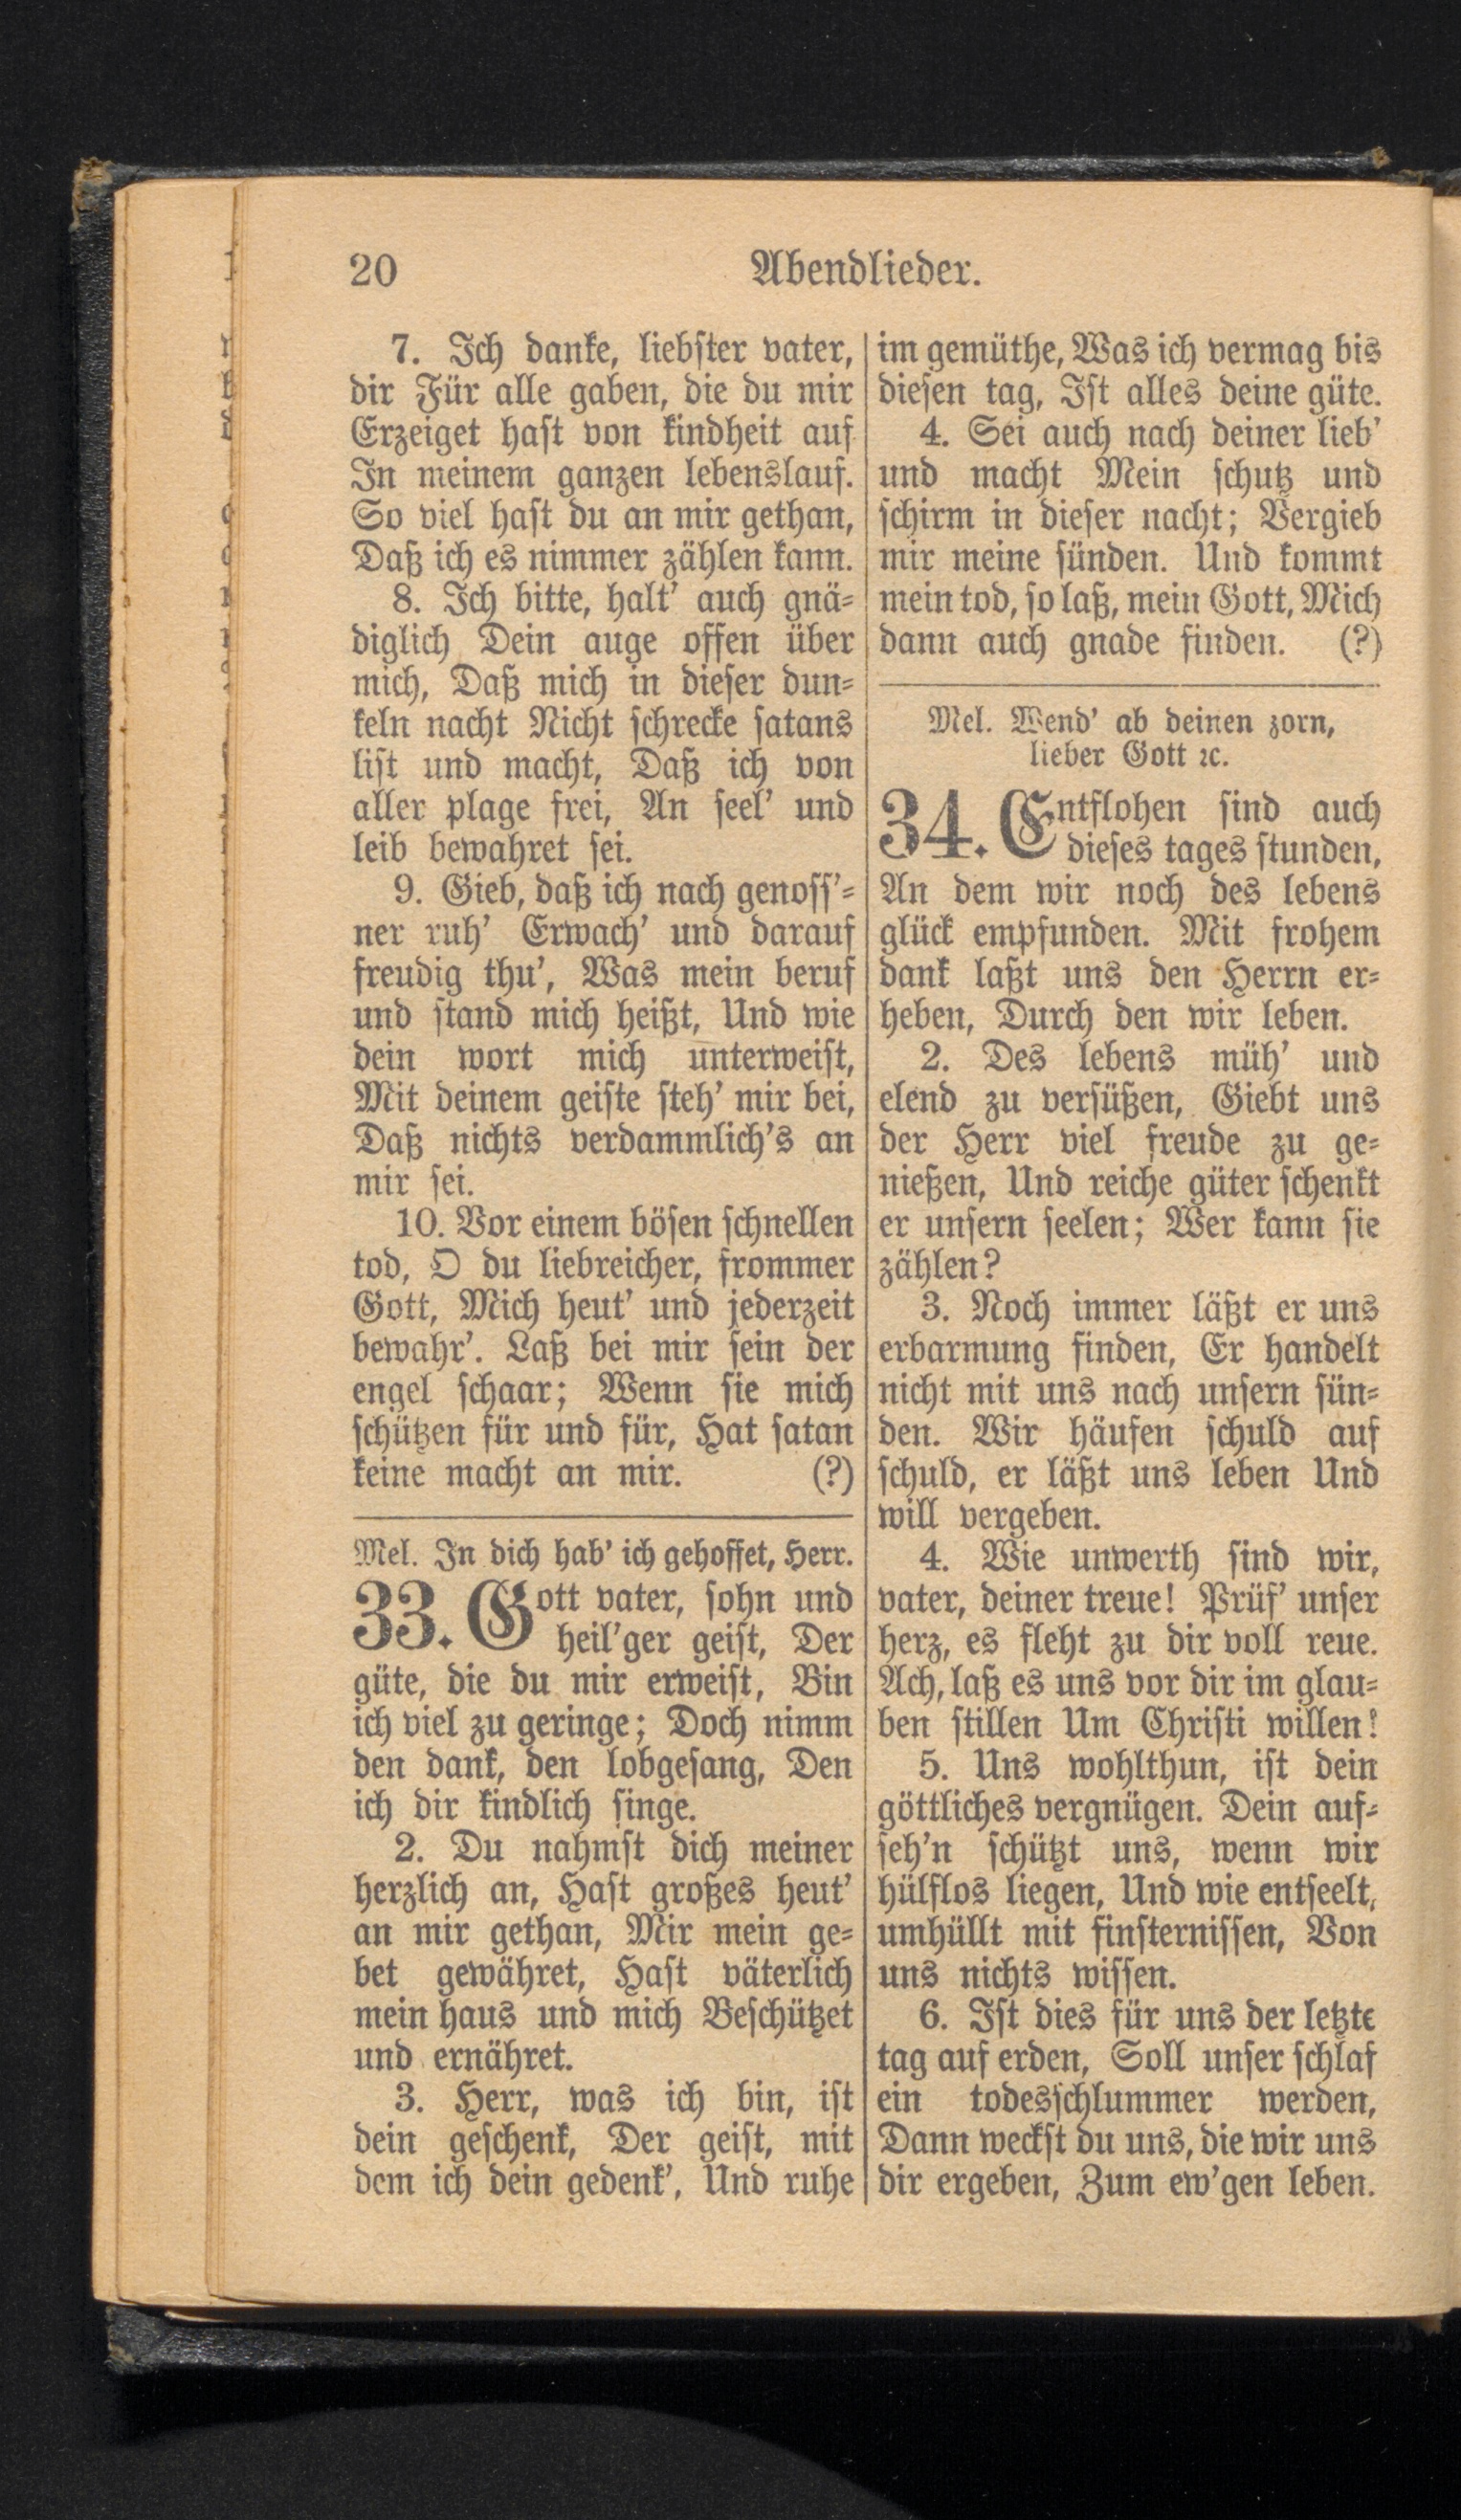 20
Abendlieder.
7. Ich danke, liebster vater,
dir Für alle gaben, die du mir
Erzeiget hast von kindheit auf
In meinem ganzen lebenslauf.
So viel hast du an mir gethan,
Daß ich es nimmer zählen kann.
8. Ich bitte, halt' auch gnä-
diglich Dein auge offen über
mich, Daß mich in dieser dun-
keln nacht Nicht schrecke satans
list und macht, Daß ich von
aller plage frei, An seel' und
leib bewahret sei.
9. Gieb, daß ich nach genoss'-
ner ruh' Erwach' und darauf
freudig thu', Was mein beruf
und stand mich heißt, Und wie
dein wort mich unterweist,
Mit deinem geiste steh' mir bei,
Daß nichts verdammlich's an
mir sei.
10. Vor einem bösen schnellen
tod, O du liebreicher, frommer
Gott, Mich heut' und jederzeit
bewahr'. Laß bei mir sein der
engel schaar; Wenn sie mich
schützen für und für, Hat satan
keine macht an mir. (?)
Mel. In dich hab' ich gehoffet, Herr.
33. Gott vater, sohn und
heil'ger geist, Der
güte, die du mir erweist, Bin
ich viel zu geringe; Doch nimm
den dank, den lobgesang, Den
ich dir kindlich singe.
2. Du nahmst dich meiner
herzlich an, Hast großes heut'
an mir gethan, Mir mein ge-
bet gewähret, Hast väterlich
mein haus und mich Beschützet
und ernähret.
3. Herr, was ich bin, ist
dein geschenk, Der geist, mit
dem ich dein gedenk', Und ruhe
im gemüthe, Was ich vermag bis
diesen tag, Ist alles deine güte.
4. Sei auch nach deiner lieb'
und macht Mein schutz und
schirm in dieser nacht; Vergieb
mir meine sünden. Und kommt
mein tod, so laß, mein Gott, Mich
dann auch gnade finden. (?)
Mel. Wend' ab deinen zorn,
lieber Gott ꝛc.
34. Entflohen sind auch
dieses tages stunden,
An dem wir noch des lebens
glück empfunden. Mit frohem
dank laßt uns den Herrn er-
heben, Durch den wir leben.
2. Des lebens müh' und
elend zu versüßen, Giebt uns
der Herr viel freude zu ge-
nießen, Und reiche güter schenkt
er unsern seelen; Wer kann sie
zählen?
3. Noch immer läßt er uns
erbarmung finden, Er handelt
nicht mit uns nach unsern sün-
den. Wir häufen schuld auf
schuld, er läßt uns leben Und
will vergeben.
4. Wie unwerth sind wir,
vater, deiner treue! Prüf' unser
herz, es fleht zu dir voll reue.
Ach, laß es uns vor dir im glau-
ben stillen Um Christi willen!
5. Uns wohlthun, ist dein
göttliches vergnügen. Dein auf-
seh'n schützt uns, wenn wir
hülflos liegen, Und wie entseelt,
umhüllt mit finsternissen, Von
uns nichts wissen.
6. Ist dies für uns der letzte
tag auf erden, Soll unser schlaf
ein todesschlummer werden,
Dann weckst du uns, die wir uns
dir ergeben, Zum ew'gen leben.